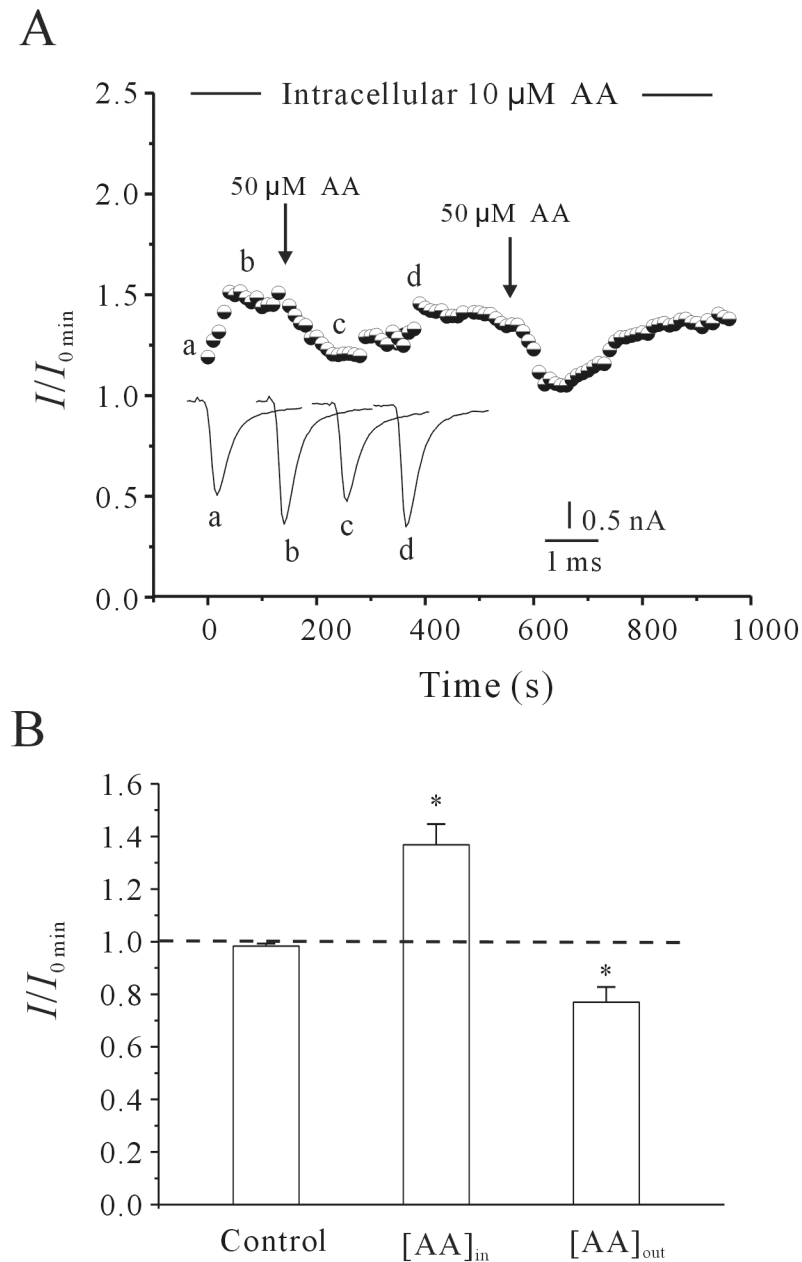 A
Intracellular 10 µM AA
2.5
2.0
1.5
1.0
0.5
0.0
I/I0 min
50 µM AA
50 µM AA
a
b
c
d
a
b
c
d
0.5 nA
1 ms
0 200 400 600 800 1000
Time (s)
B
1.6
1.4
1.2
1.0
0.8
0.6
0.4
0.2
0.0
I/I0 min
*
*
Control [AA]in [AA]out